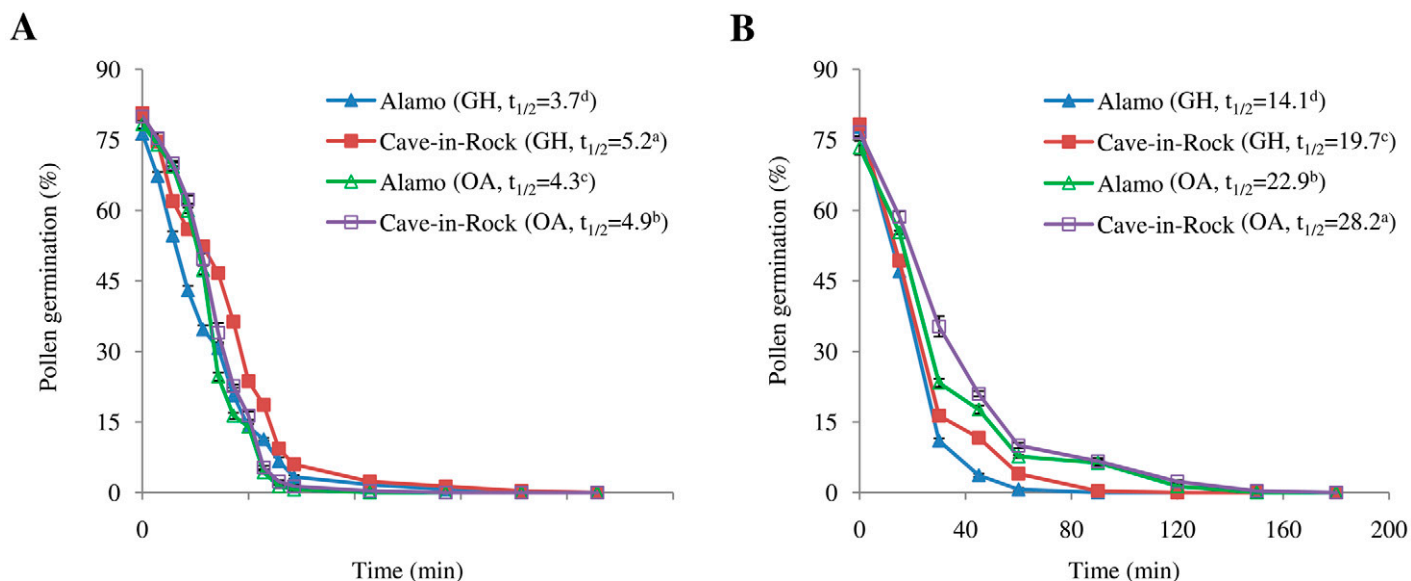 A
90
75
60
45
30
15
0
Pollen germination (%)
Alamo (GH, t1/2=3.7d)
Cave-in-Rock (GH, t1/2=5.2a)
Alamo (OA, t1/2=4.3c)
Cave-in-Rock (OA, t1/2=4.9b)
0
Time (min)
B
90
75
60
45
30
15
0
Pollen germination (%)
Alamo (GH, t1/2=14.1d)
Cave-in-Rock (GH, t1/2=19.7c)
Alamo (OA, t1/2=22.9b)
Cave-in-Rock (OA, t1/2=28.2a)
0 40 80 120 160 200
Time (min)